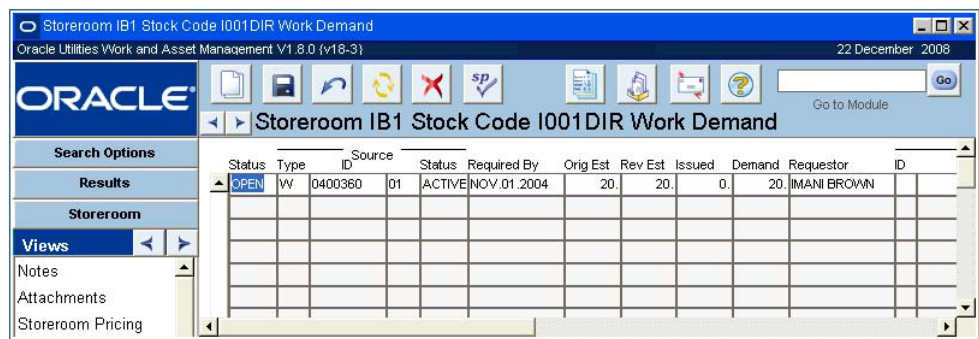 Storeroom IB1 Stock Code I001DIR Work Demand
Oracle Utilities Work and Asset Management V1.8.0 {v18-3}
22 December 2008
ORACLE
sp
Go
Go to Module
Storeroom IB1 Stock Code I001DIR Work Demand
Search Options
Results
Storeroom
Views
Notes
Attachments
Storeroom Pricing
Source
Status Type ID Status Required By Orig Est Rev Est Issued Demand Requestor ID
OPEN W 0400360 01 ACTIVE NOV.01.2004 20. 20. 0. 20. IMANI BROWN